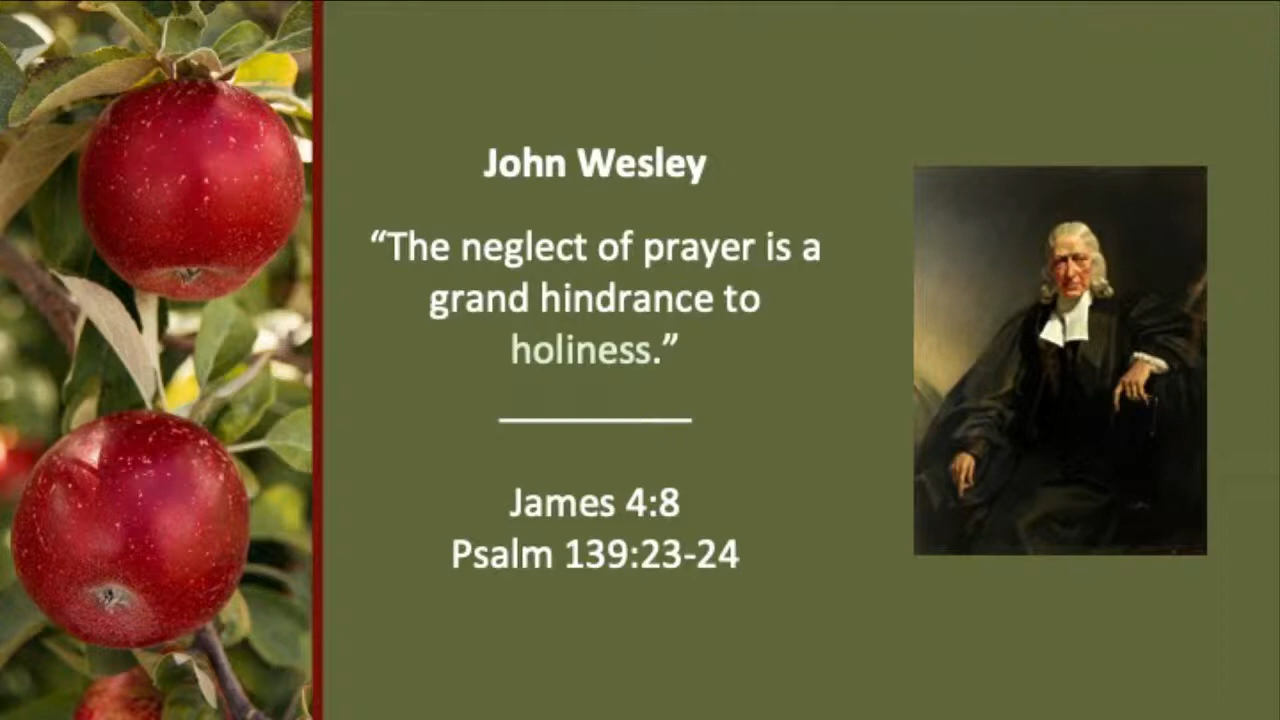 John Wesley
“The neglect of prayer is a
grand hindrance to
holiness.”
James 4:8
Psalm 139:23-24